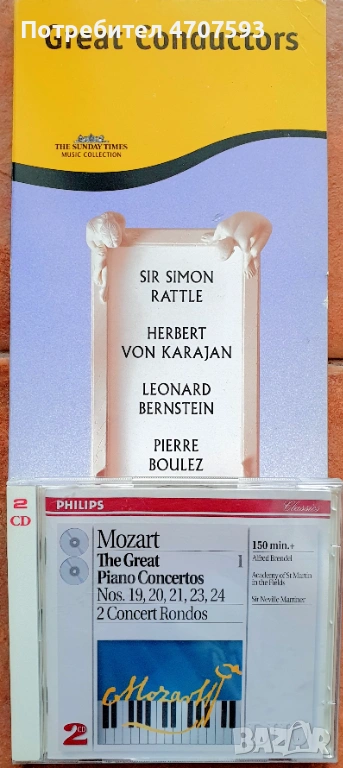 Потребител 4707593
Great Conductors
THE SUNDAY TIMES
MUSIC COLLECTION
SIR SIMON
RATTLE
HERBERT
VON KARAJAN
LEONARD
BERNSTEIN
PIERRE
BOULEZ
2
CD
PHILIPS
Classics
Mozart
The Great
Piano Concertos
Nos. 19, 20, 21, 23, 24
2 Concert Rondos
150 min.+
Alfred Brendel
Academy of St Martin
in the Fields
Sir Neville Marriner
Mozart
2CD
BAZAR